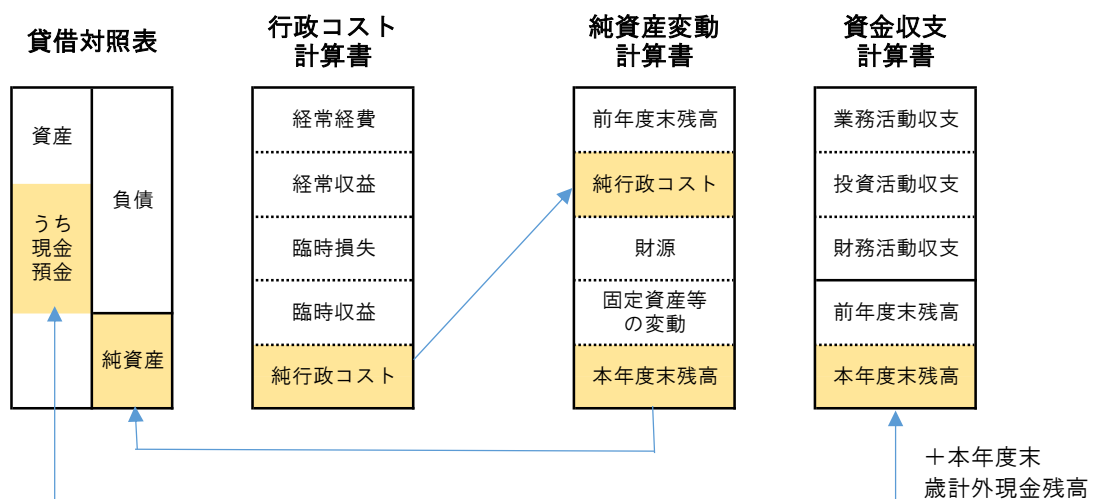 貸借対照表
資産
うち
現金
預金
負債
純資産
行政コスト
計算書
経常経費
経常収益
臨時損失
臨時収益
純行政コスト
純資産変動
計算書
前年度末残高
純行政コスト
財源
固定資産等
の変動
本年度末残高
資金収支
計算書
業務活動収支
投資活動収支
財務活動収支
前年度末残高
本年度末残高
＋本年度末
歳計外現金残高